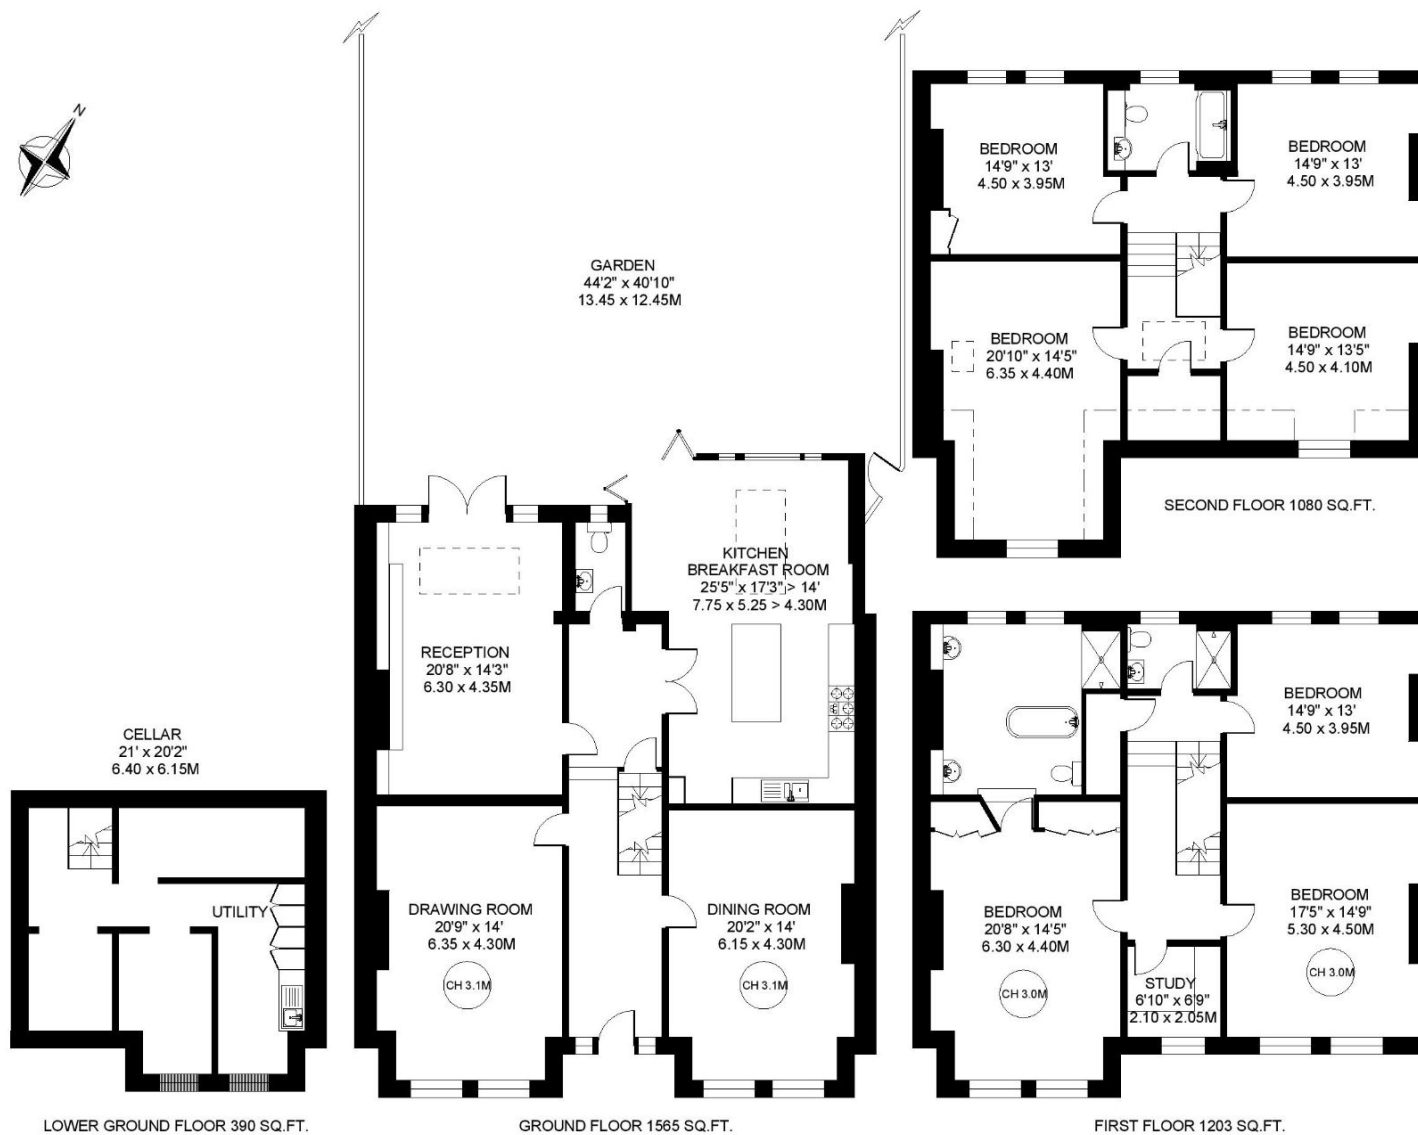 N
GARDEN
44'2" x 40'10"
13.45 x 12.45M
BEDROOM
14'9" x 13'
4.50 x 3.95M
BEDROOM
14'9" x 13'
4.50 x 3.95M
BEDROOM
20'10" x 14'5"
6.35 x 4.40M
BEDROOM
14'9" x 13'5"
4.50 x 4.10M
SECOND FLOOR 1080 SQ.FT.
KITCHEN
BREAKFAST ROOM
25'5" x 17'3" > 14'
7.75 x 5.25 > 4.30M
RECEPTION
20'8" x 14'3"
6.30 x 4.35M
DRAWING ROOM
20'9" x 14'
6.35 x 4.30M
CH 3.1M
DINING ROOM
20'2" x 14'
6.15 x 4.30M
CH 3.1M
GROUND FLOOR 1565 SQ.FT.
CELLAR
21' x 20'2"
6.40 x 6.15M
UTILITY
LOWER GROUND FLOOR 390 SQ.FT.
BEDROOM
14'9" x 13'
4.50 x 3.95M
BEDROOM
20'8" x 14'5"
6.30 x 4.40M
CH 3.0M
BEDROOM
17'5" x 14'9"
5.30 x 4.50M
CH 3.0M
STUDY
6'10" x 6'9"
2.10 x 2.05M
FIRST FLOOR 1203 SQ.FT.